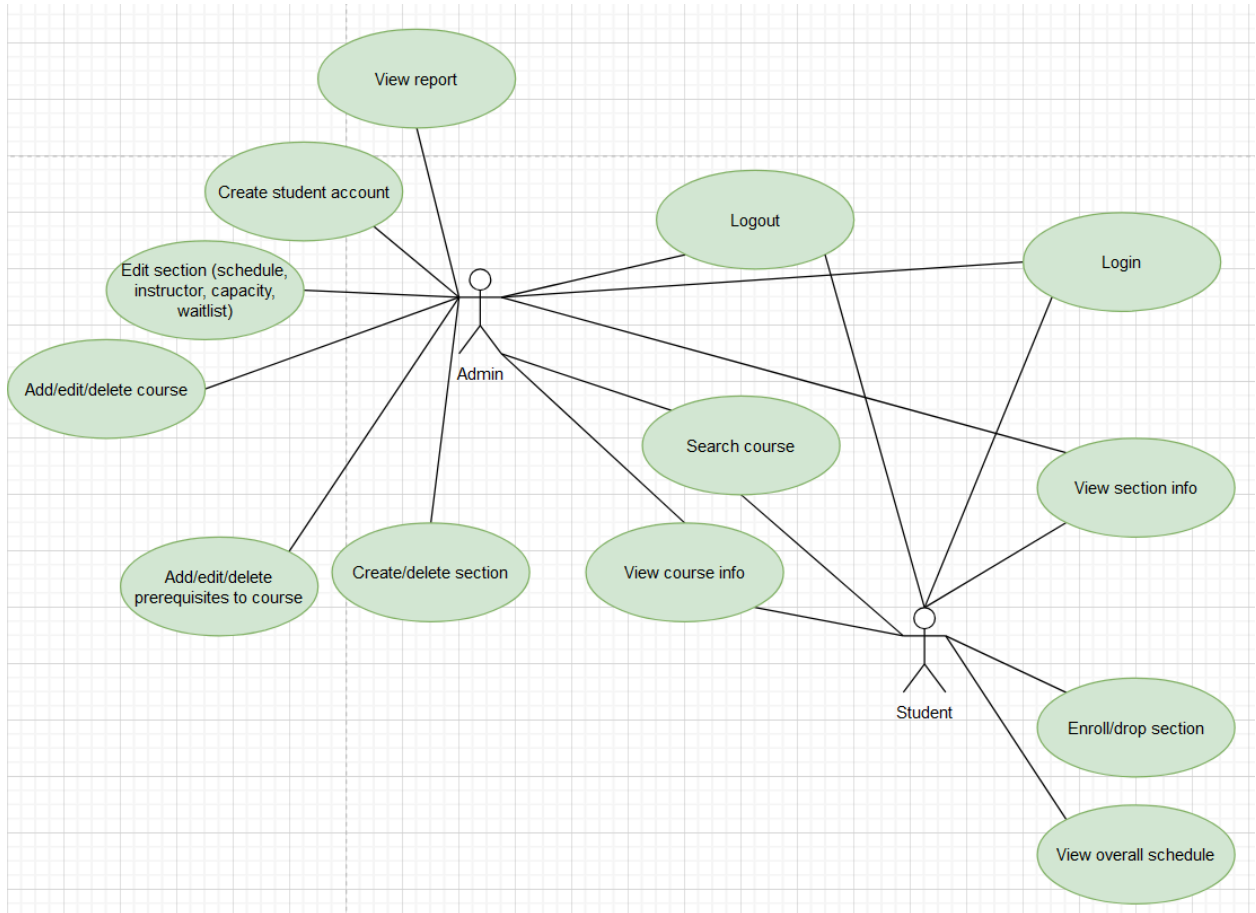 View report
Create student account
Logout
Edit section (schedule,
instructor, capacity,
waitlist)
Login
Admin
Add/edit/delete course
Search course
View section info
Add/edit/delete
prerequisites to course
Create/delete section
View course info
Student
Enroll/drop section
View overall schedule